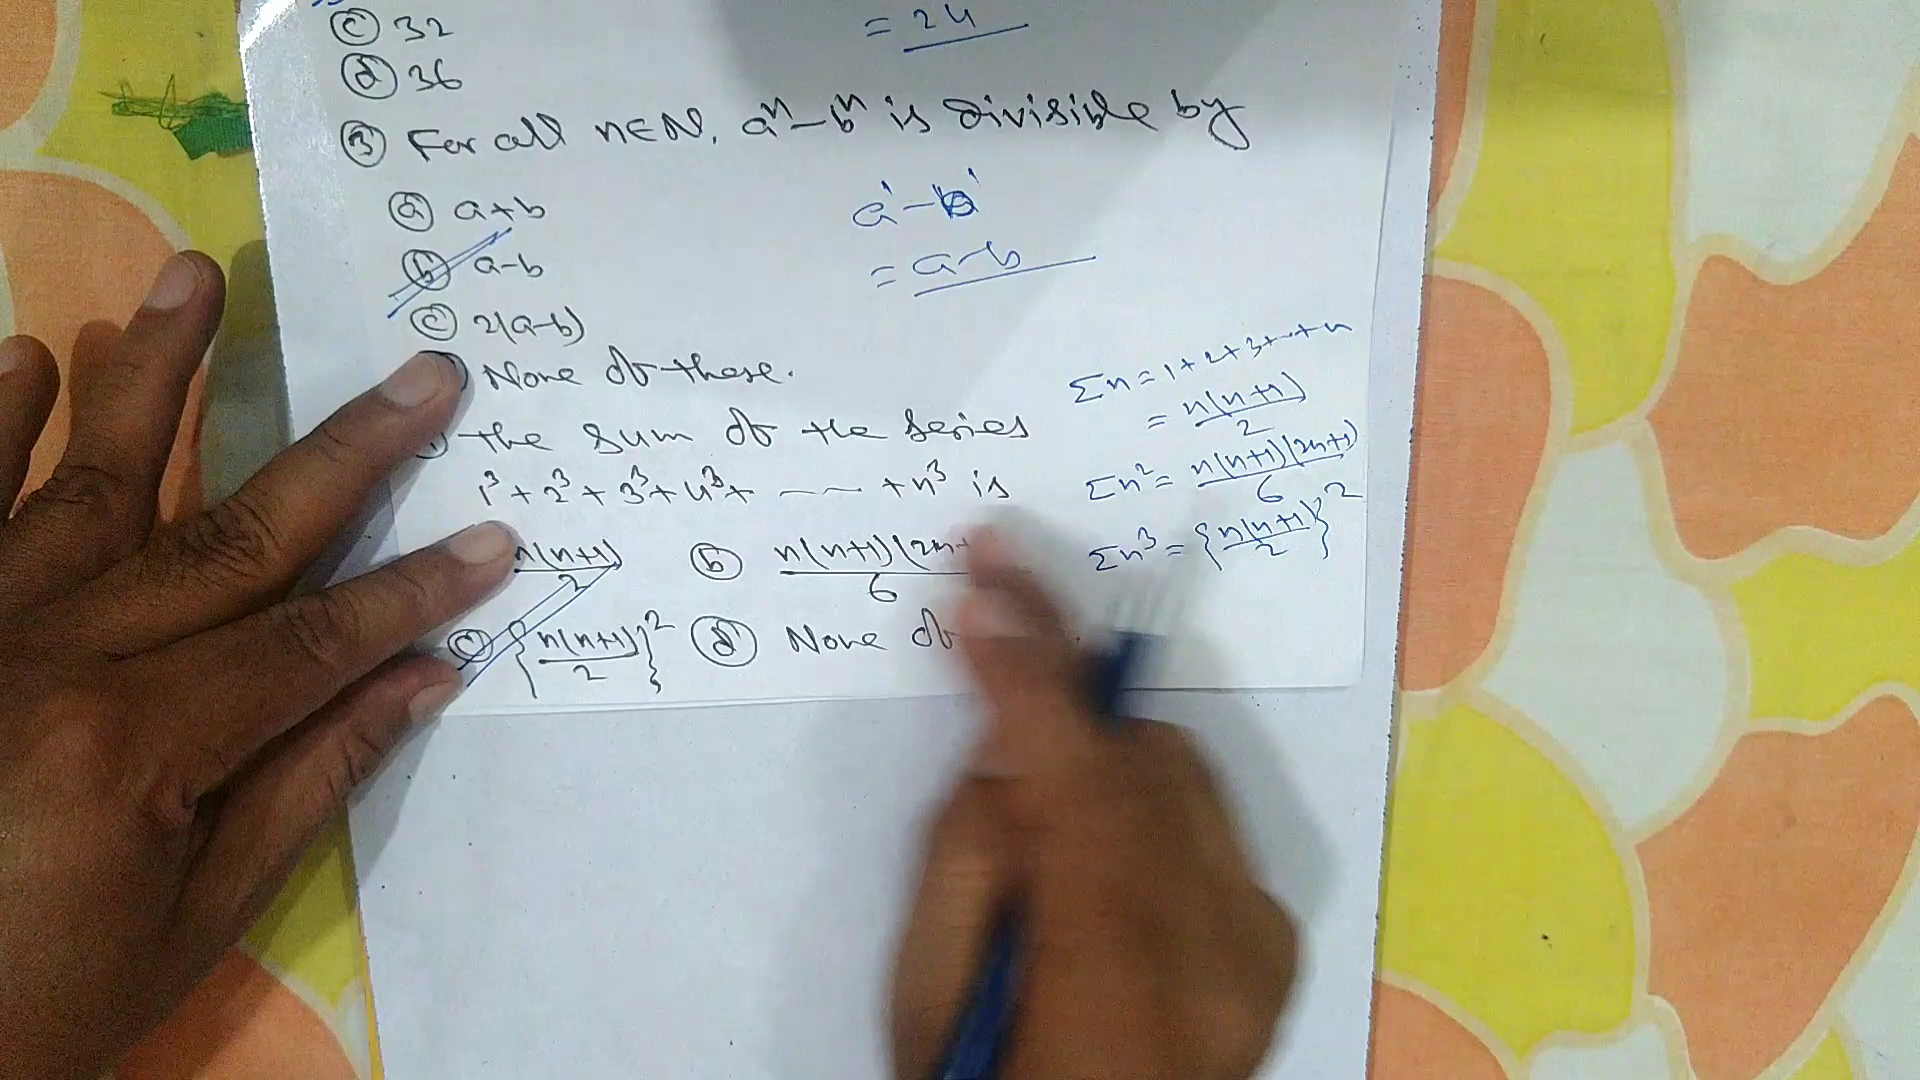 (c) 32
= 24
(d) 36
(3) For all n∈N, aⁿ-bⁿ is divisible by
(a) a+b
a¹-b¹
(b) a-b
= a-b
(c) 2(a-b)
None of these.
the sum of the series
1³+2³+3³+4³+ ----- +n³ is
n(n+1)/2 (b) n(n+1)(2n+ /6
(c) {n(n+1)/2}² (d) None of
Σn = 1+2+3+...+n
= n(n+1)/2
Σn² = n(n+1)(2n+1)/6
Σn³ = {n(n+1)/2}²